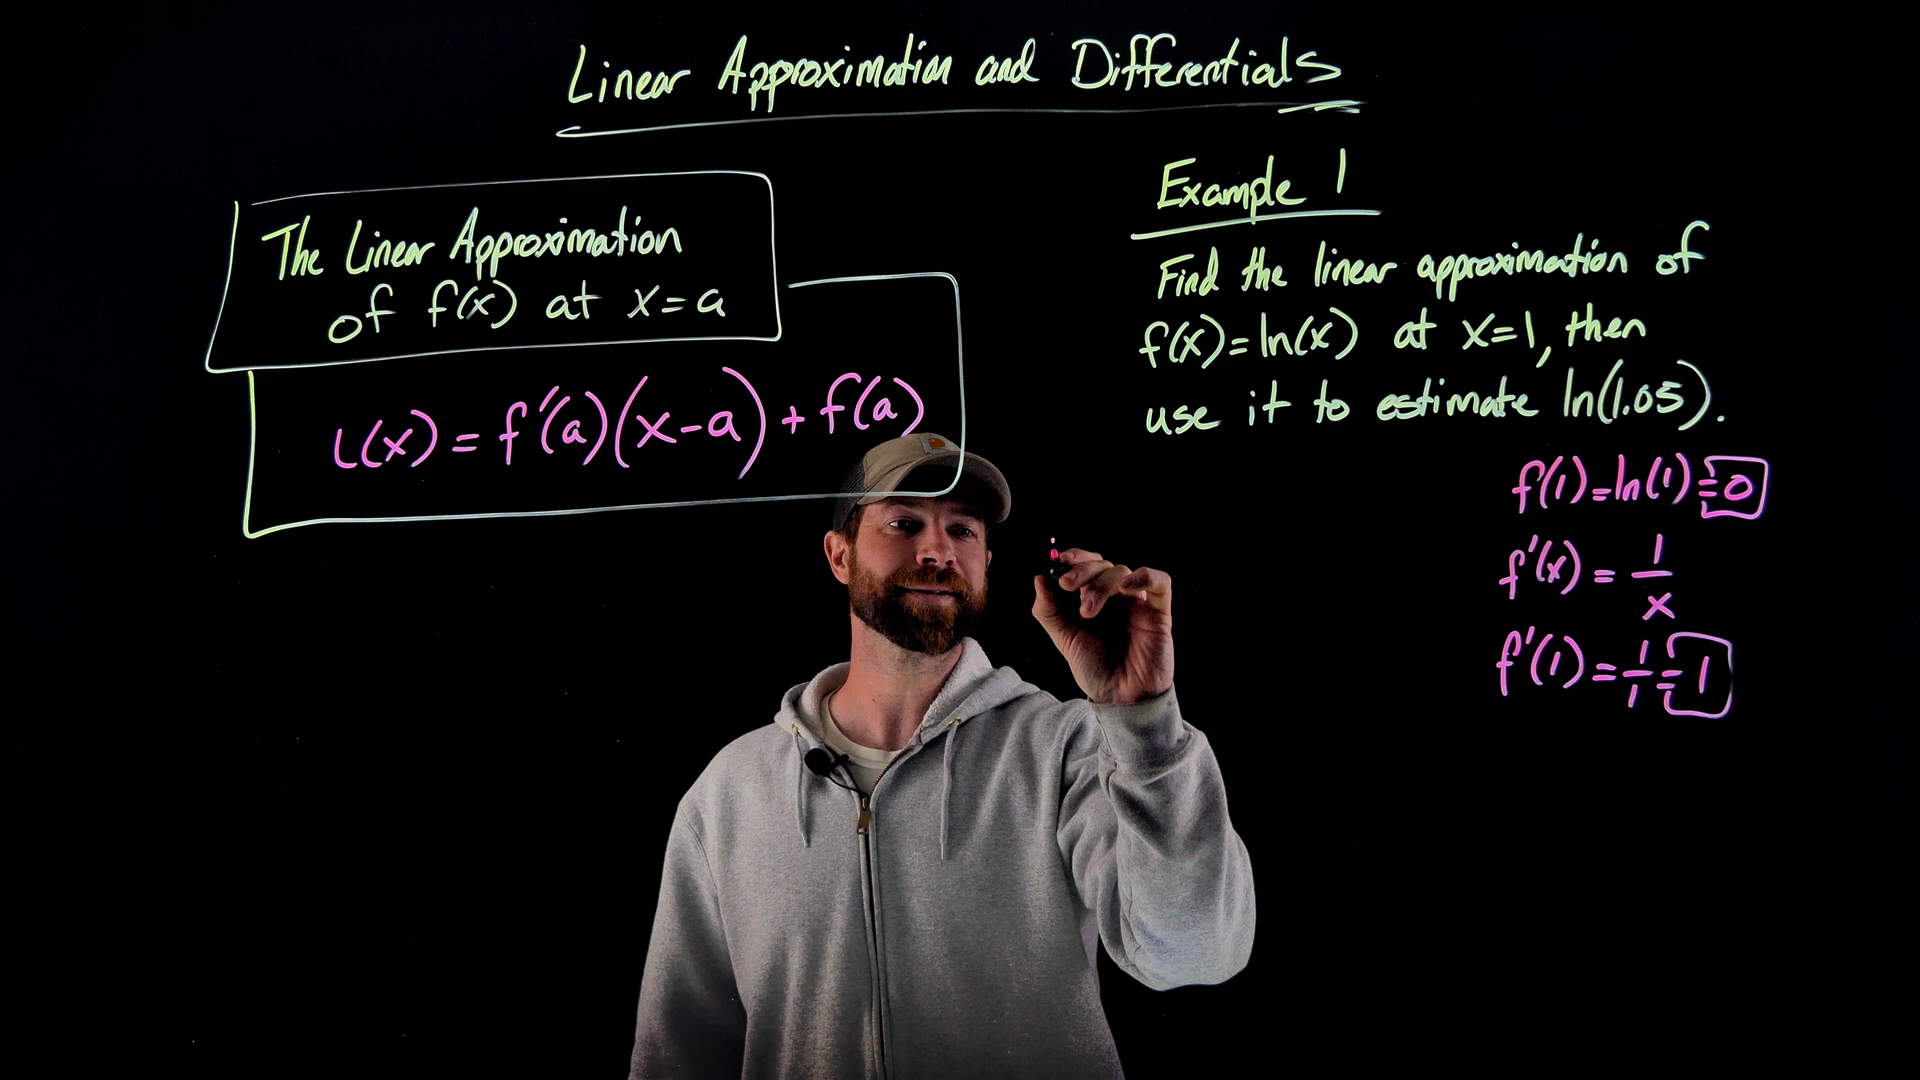 Linear Approximation and Differentials
The Linear Approximation
of f(x) at x=a
L(x) = f'(a)(x-a) + f(a)
Example 1
Find the linear approximation of
f(x)=ln(x) at x=1, then
use it to estimate ln(1.05).
f(1)=ln(1)=0
f'(x) = 1/x
f'(1) = 1/1 = 1